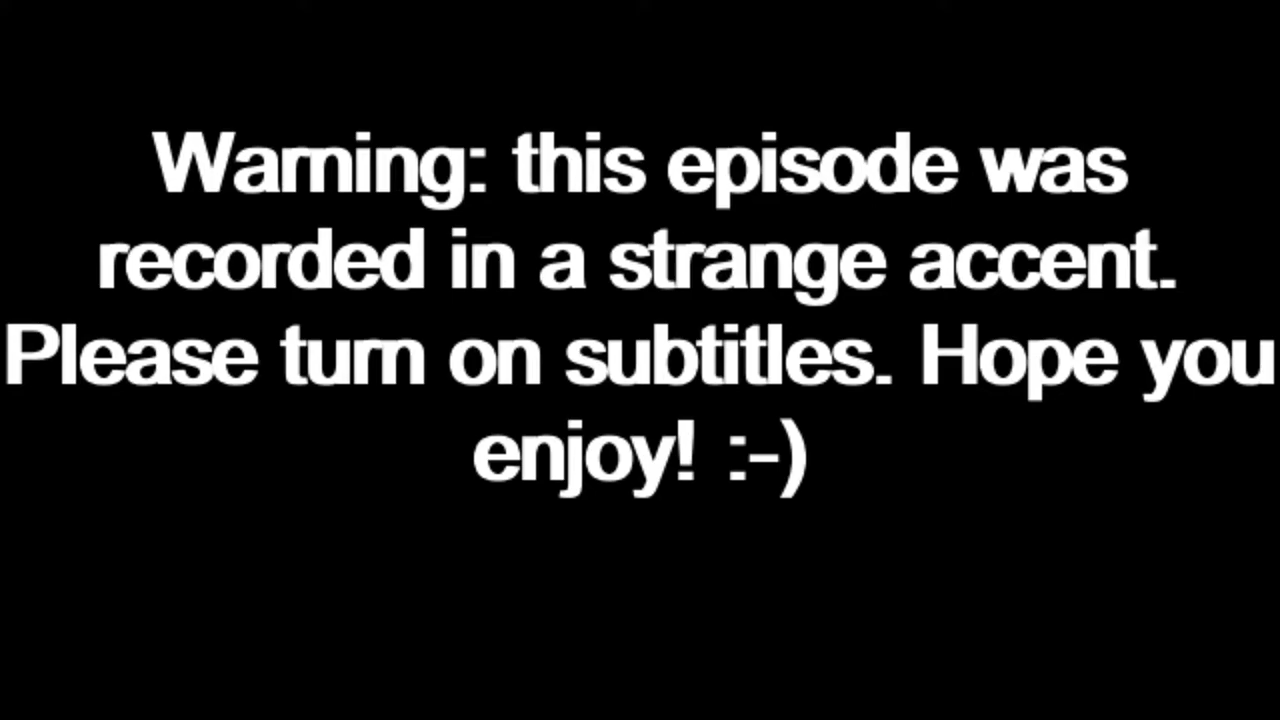 Warning: this episode was
recorded in a strange accent.
Please turn on subtitles. Hope you
enjoy! :-)